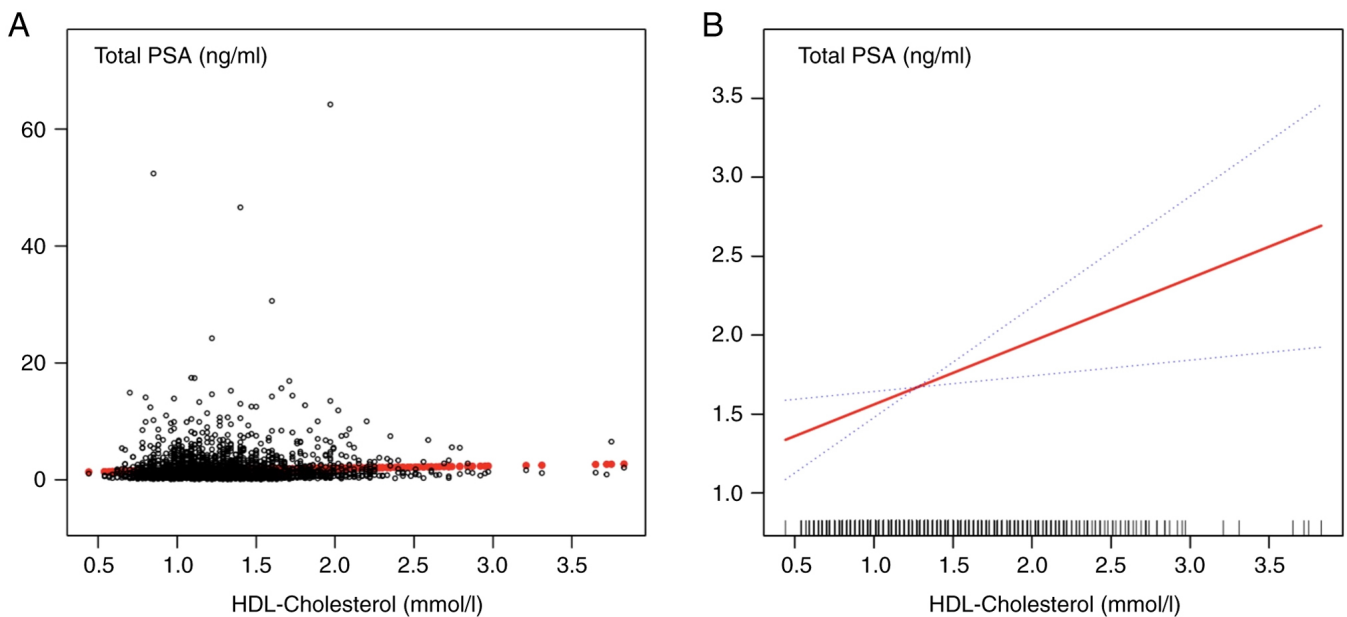 A
Total PSA (ng/ml)
60
40
20
0
0.5 1.0 1.5 2.0 2.5 3.0 3.5
HDL-Cholesterol (mmol/l)
B
Total PSA (ng/ml)
3.5
3.0
2.5
2.0
1.5
1.0
0.5 1.0 1.5 2.0 2.5 3.0 3.5
HDL-Cholesterol (mmol/l)